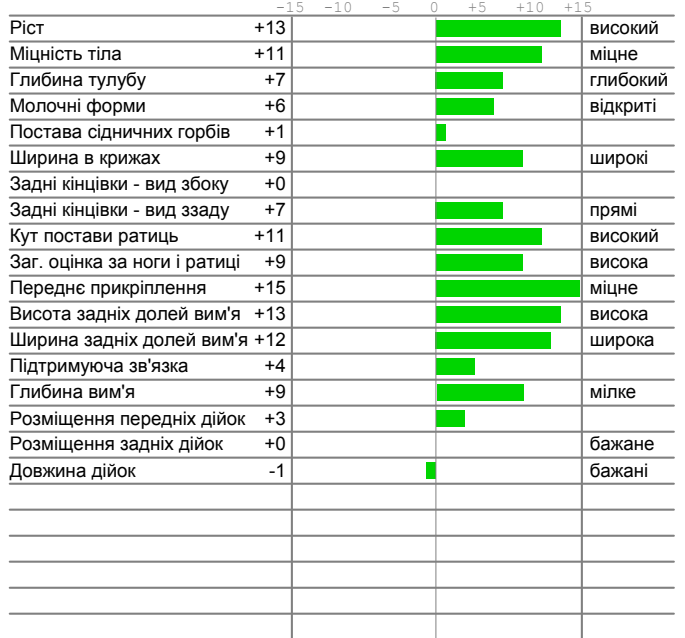 -15 -10 -5 0 +5 +10 +15
Ріст +13 високий
Міцність тіла +11 міцне
Глибина тулубу +7 глибокий
Молочні форми +6 відкриті
Постава сідничних горбів +1
Ширина в крижах +9 широкі
Задні кінцівки - вид збоку +0
Задні кінцівки - вид ззаду +7 прямі
Кут постави ратиць +11 високий
Заг. оцінка за ноги і ратиці +9 висока
Переднє прикріплення +15 міцне
Висота задніх долей вим'я +13 висока
Ширина задніх долей вим'я +12 широка
Підтримуюча зв'язка +4
Глибина вим'я +9 мілке
Розміщення передніх дійок +3
Розміщення задніх дійок +0 бажане
Довжина дійок -1 бажані